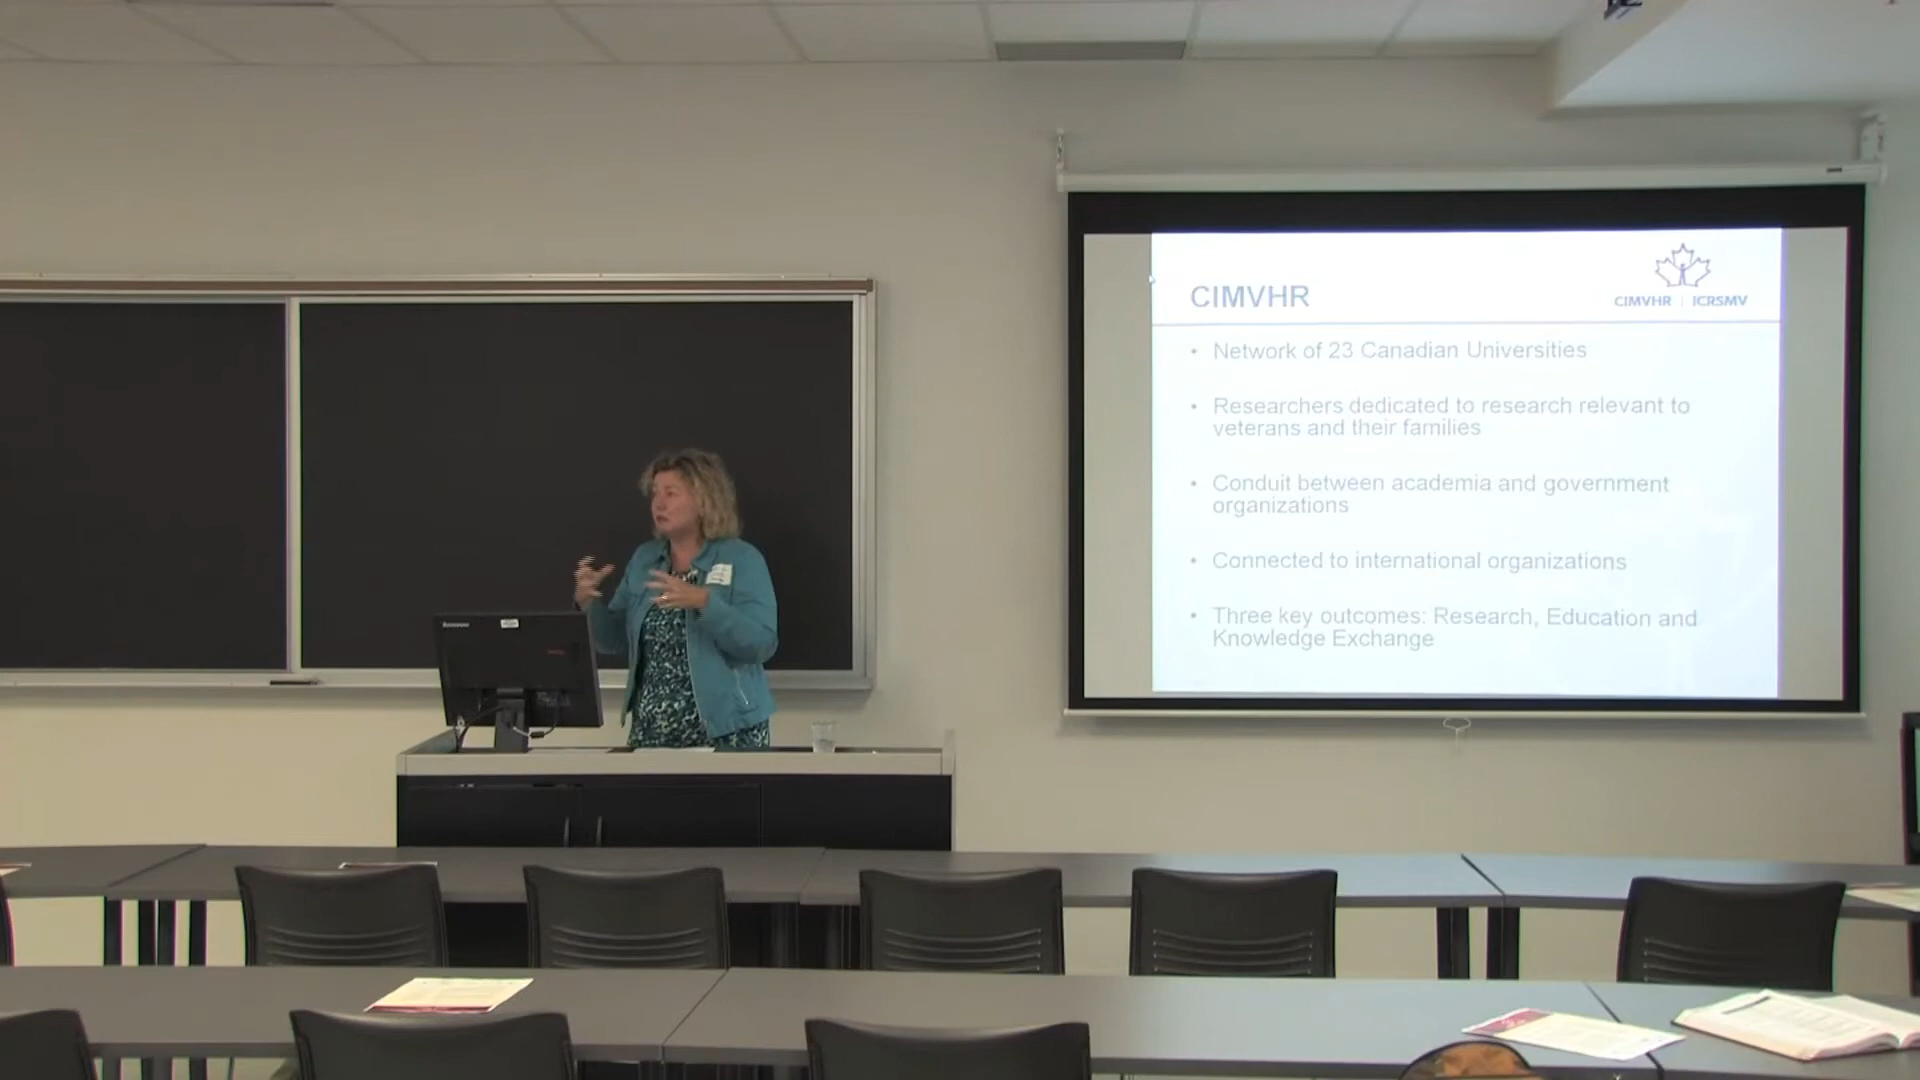 CIMVHR
CIMVHR | ICRSMV
• Network of 23 Canadian Universities
• Researchers dedicated to research relevant to
veterans and their families
• Conduit between academia and government
organizations
• Connected to international organizations
• Three key outcomes: Research, Education and
Knowledge Exchange